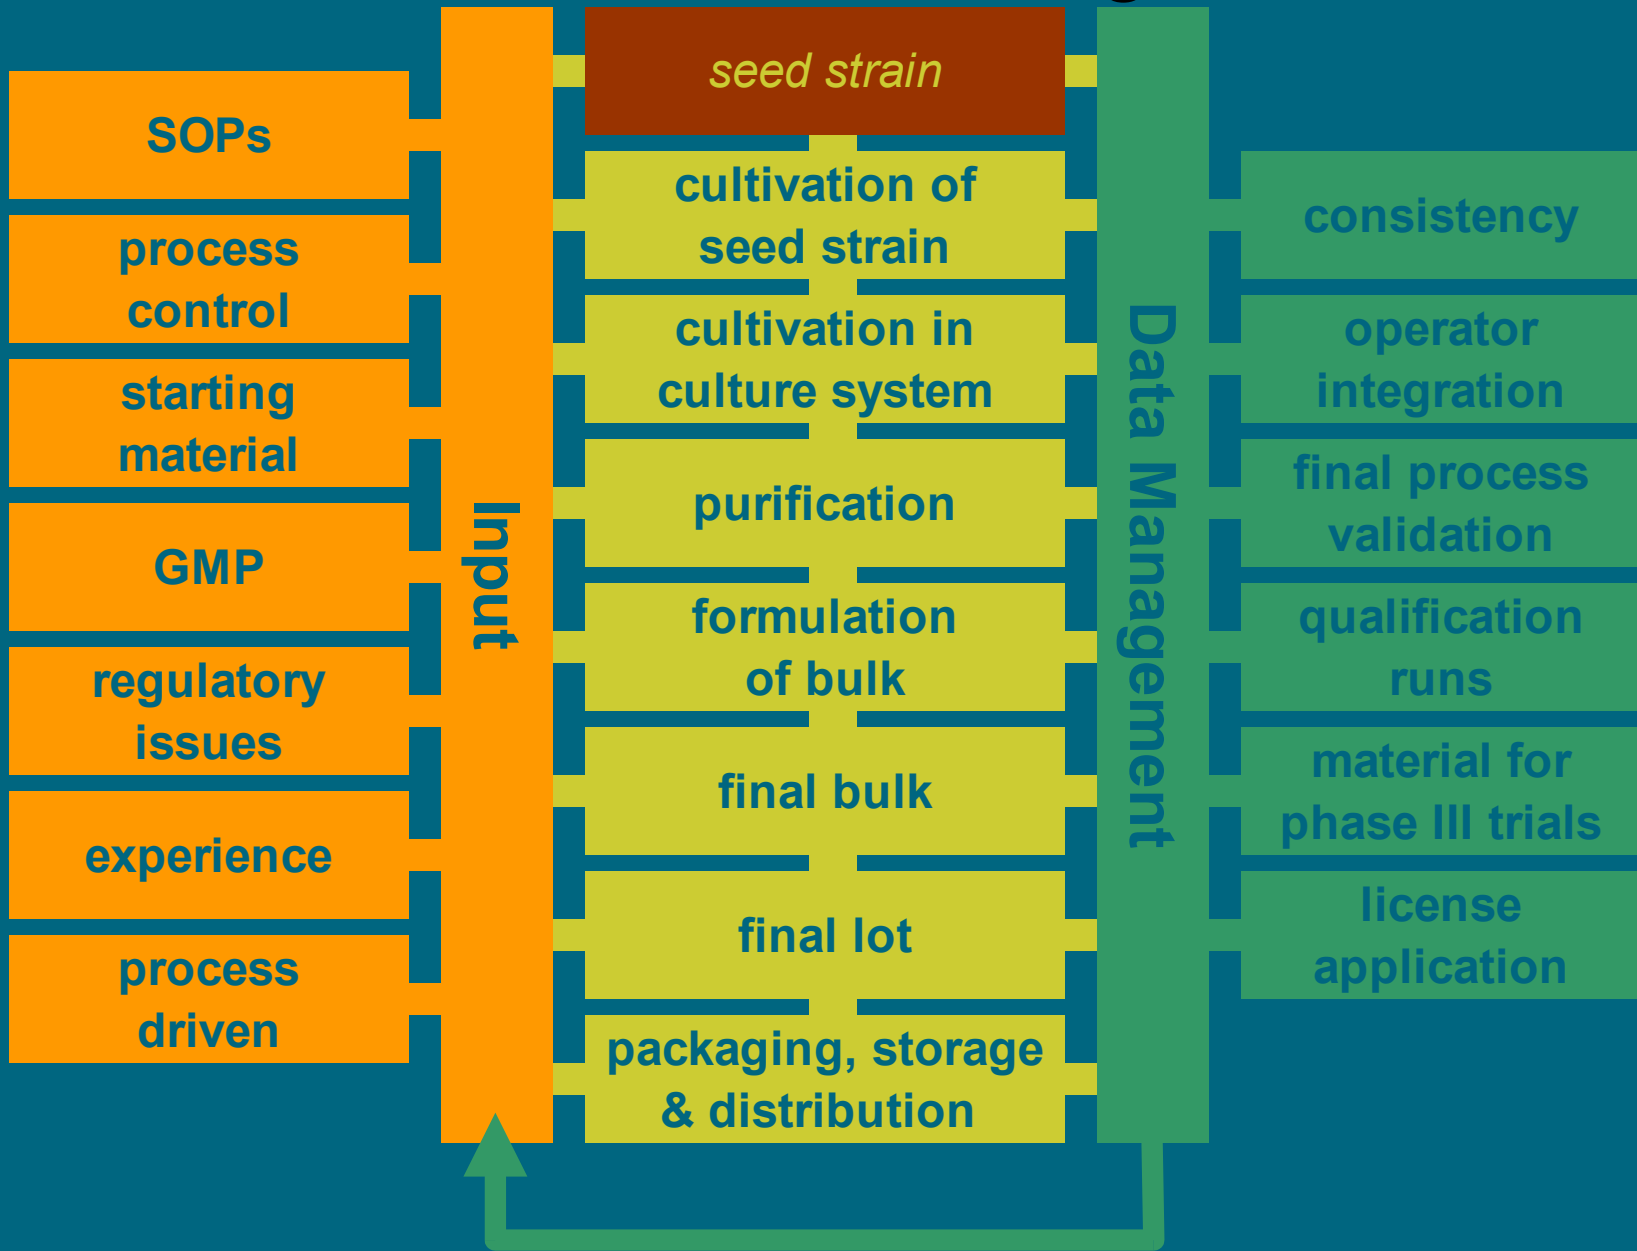 SOPs
process
control
starting
material
GMP
regulatory
issues
experience
process
driven
Input
seed strain
cultivation of
seed strain
cultivation in
culture system
purification
formulation
of bulk
final bulk
final lot
packaging, storage
& distribution
Data Management
consistency
operator
integration
final process
validation
qualification
runs
material for
phase III trials
license
application